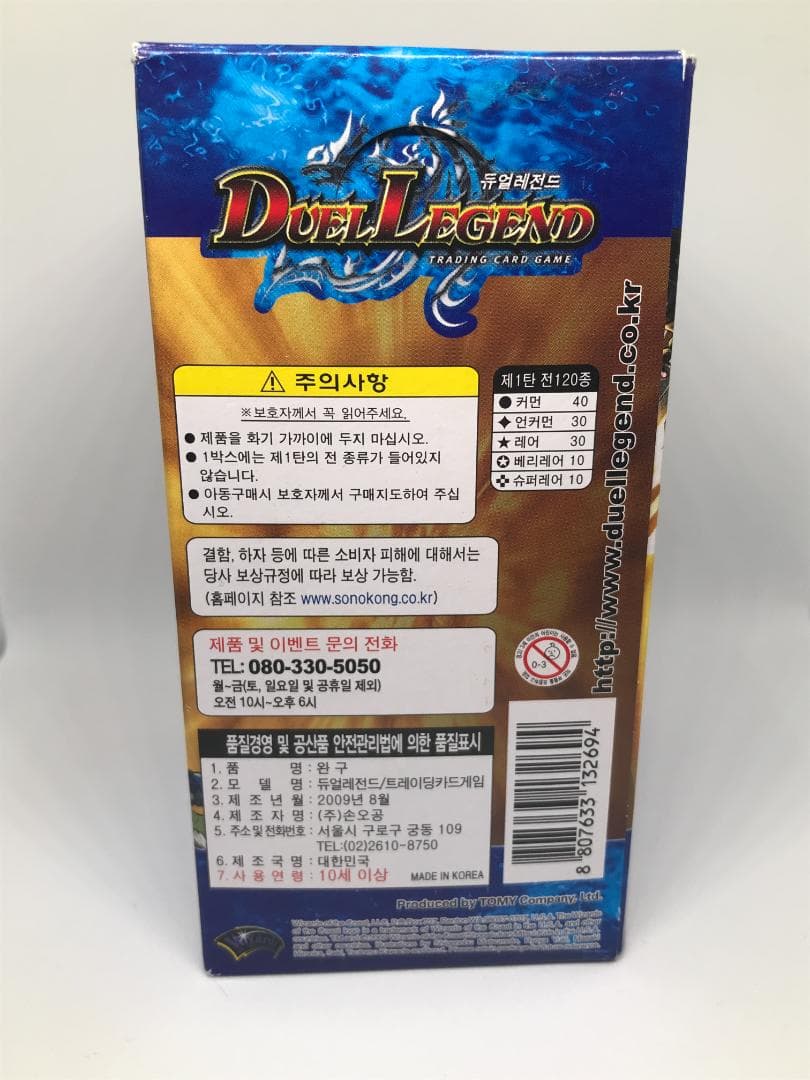 듀얼레전드
DUEL LEGEND
TRADING CARD GAME
http://www.duellegend.co.kr
⚠ 주의사항
※보호자께서 꼭 읽어주세요.
● 제품을 화기 가까이에 두지 마십시오.
● 1박스에는 제1탄의 전 종류가 들어있지
않습니다.
● 아동구매시 보호자께서 구매지도하여 주십
시오.
제1탄 전120종
● 커먼 40
✦ 언커먼 30
★ 레어 30
✪ 베리레어 10
슈퍼레어 10
결함, 하자 등에 따른 소비자 피해에 대해서는
당사 보상규정에 따라 보상 가능함.
(홈페이지 참조 www.sonokong.co.kr)
제품 및 이벤트 문의 전화
TEL: 080-330-5050
월~금(토, 일요일 및 공휴일 제외)
오전 10시~오후 6시
0-3
품질경영 및 공산품 안전관리법에 의한 품질표시
1. 품 명 : 완 구
2. 모 델 명 : 듀얼레전드/트레이딩카드게임
3. 제 조 년 월 : 2009년 8월
4. 제 조 자 명 : (주)손오공
5. 주소 및 전화번호 : 서울시 구로구 궁동 109
TEL:(02)2610-8750
6. 제 조 국 명 : 대한민국
7. 사 용 연 령 : 10세 이상 MADE IN KOREA
8 807633 132694
Produced by TOMY Company, Ltd.